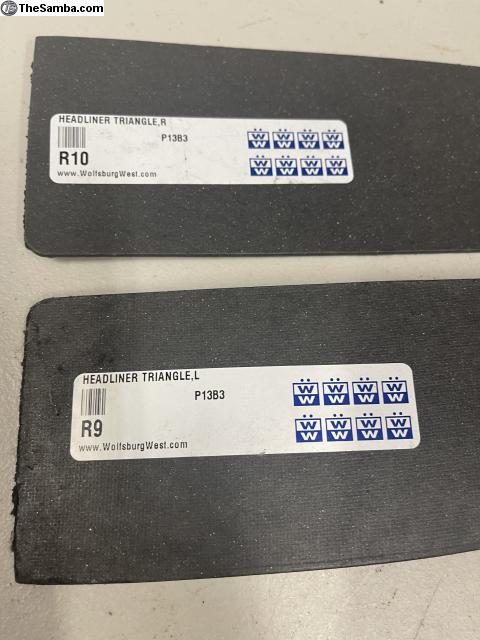 TheSamba.com
HEADLINER TRIANGLE,R
P13B3
R10
www.WolfsburgWest.com
W W W W
W W W W
HEADLINER TRIANGLE,L
P13B3
R9
www.WolfsburgWest.com
W W W W
W W W W